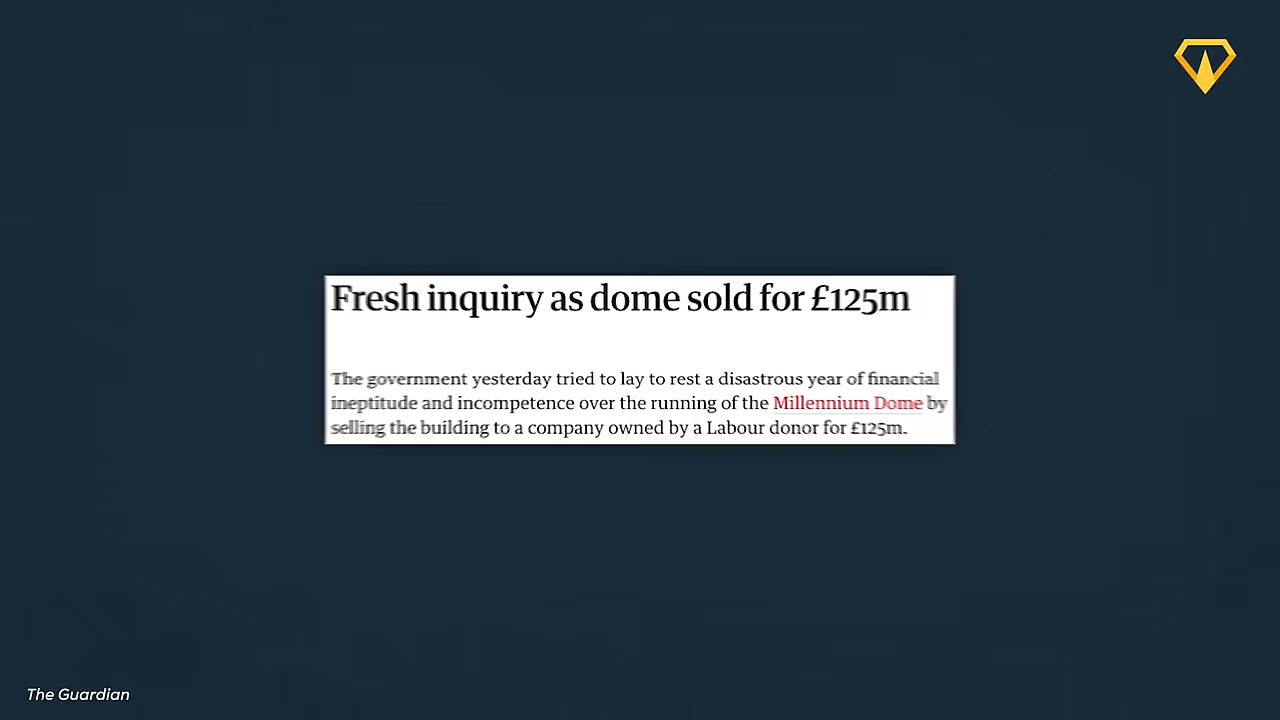 Fresh inquiry as dome sold for £125m
The government yesterday tried to lay to rest a disastrous year of financial
ineptitude and incompetence over the running of the Millennium Dome by
selling the building to a company owned by a Labour donor for £125m.
The Guardian